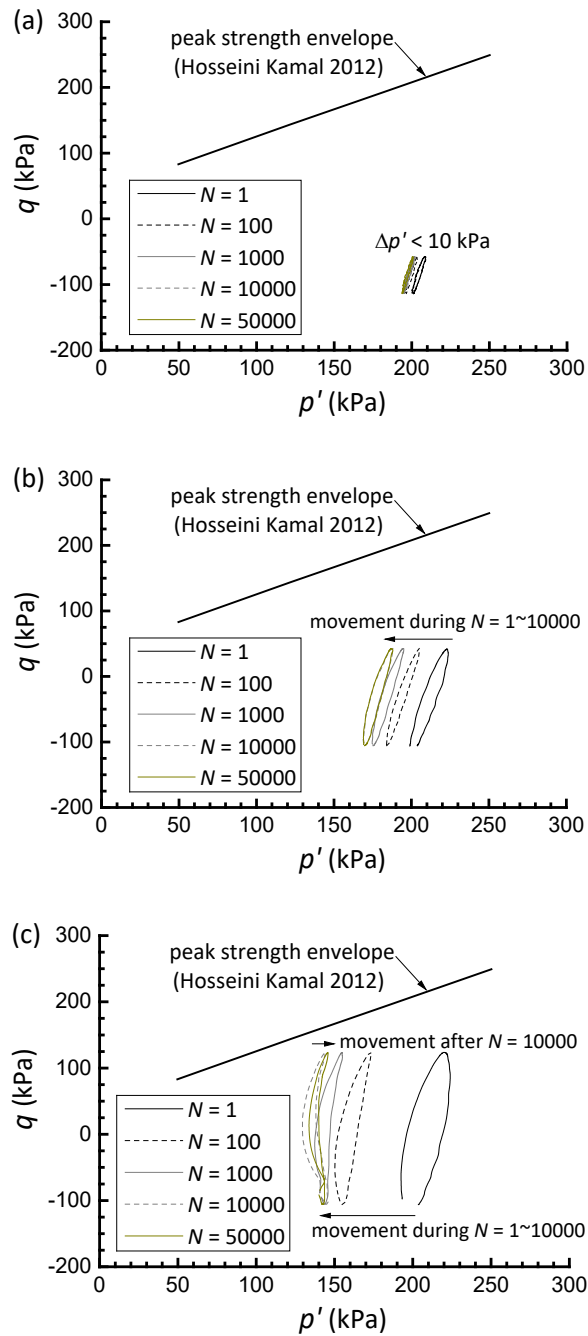 (a)
300
peak strength envelope
(Hosseini Kamal 2012)
200
100
q (kPa)
0
N = 1
N = 100
N = 1000
N = 10000
N = 50000
Δp' < 10 kPa
-100
-200
0 50 100 150 200 250 300
p' (kPa)
(b)
300
peak strength envelope
(Hosseini Kamal 2012)
200
100
q (kPa)
movement during N = 1~10000
0
N = 1
N = 100
N = 1000
N = 10000
N = 50000
-100
-200
0 50 100 150 200 250 300
p' (kPa)
(c)
300
peak strength envelope
(Hosseini Kamal 2012)
200
100
movement after N = 10000
q (kPa)
0
N = 1
N = 100
N = 1000
N = 10000
N = 50000
-100
movement during N = 1~10000
-200
0 50 100 150 200 250 300
p' (kPa)